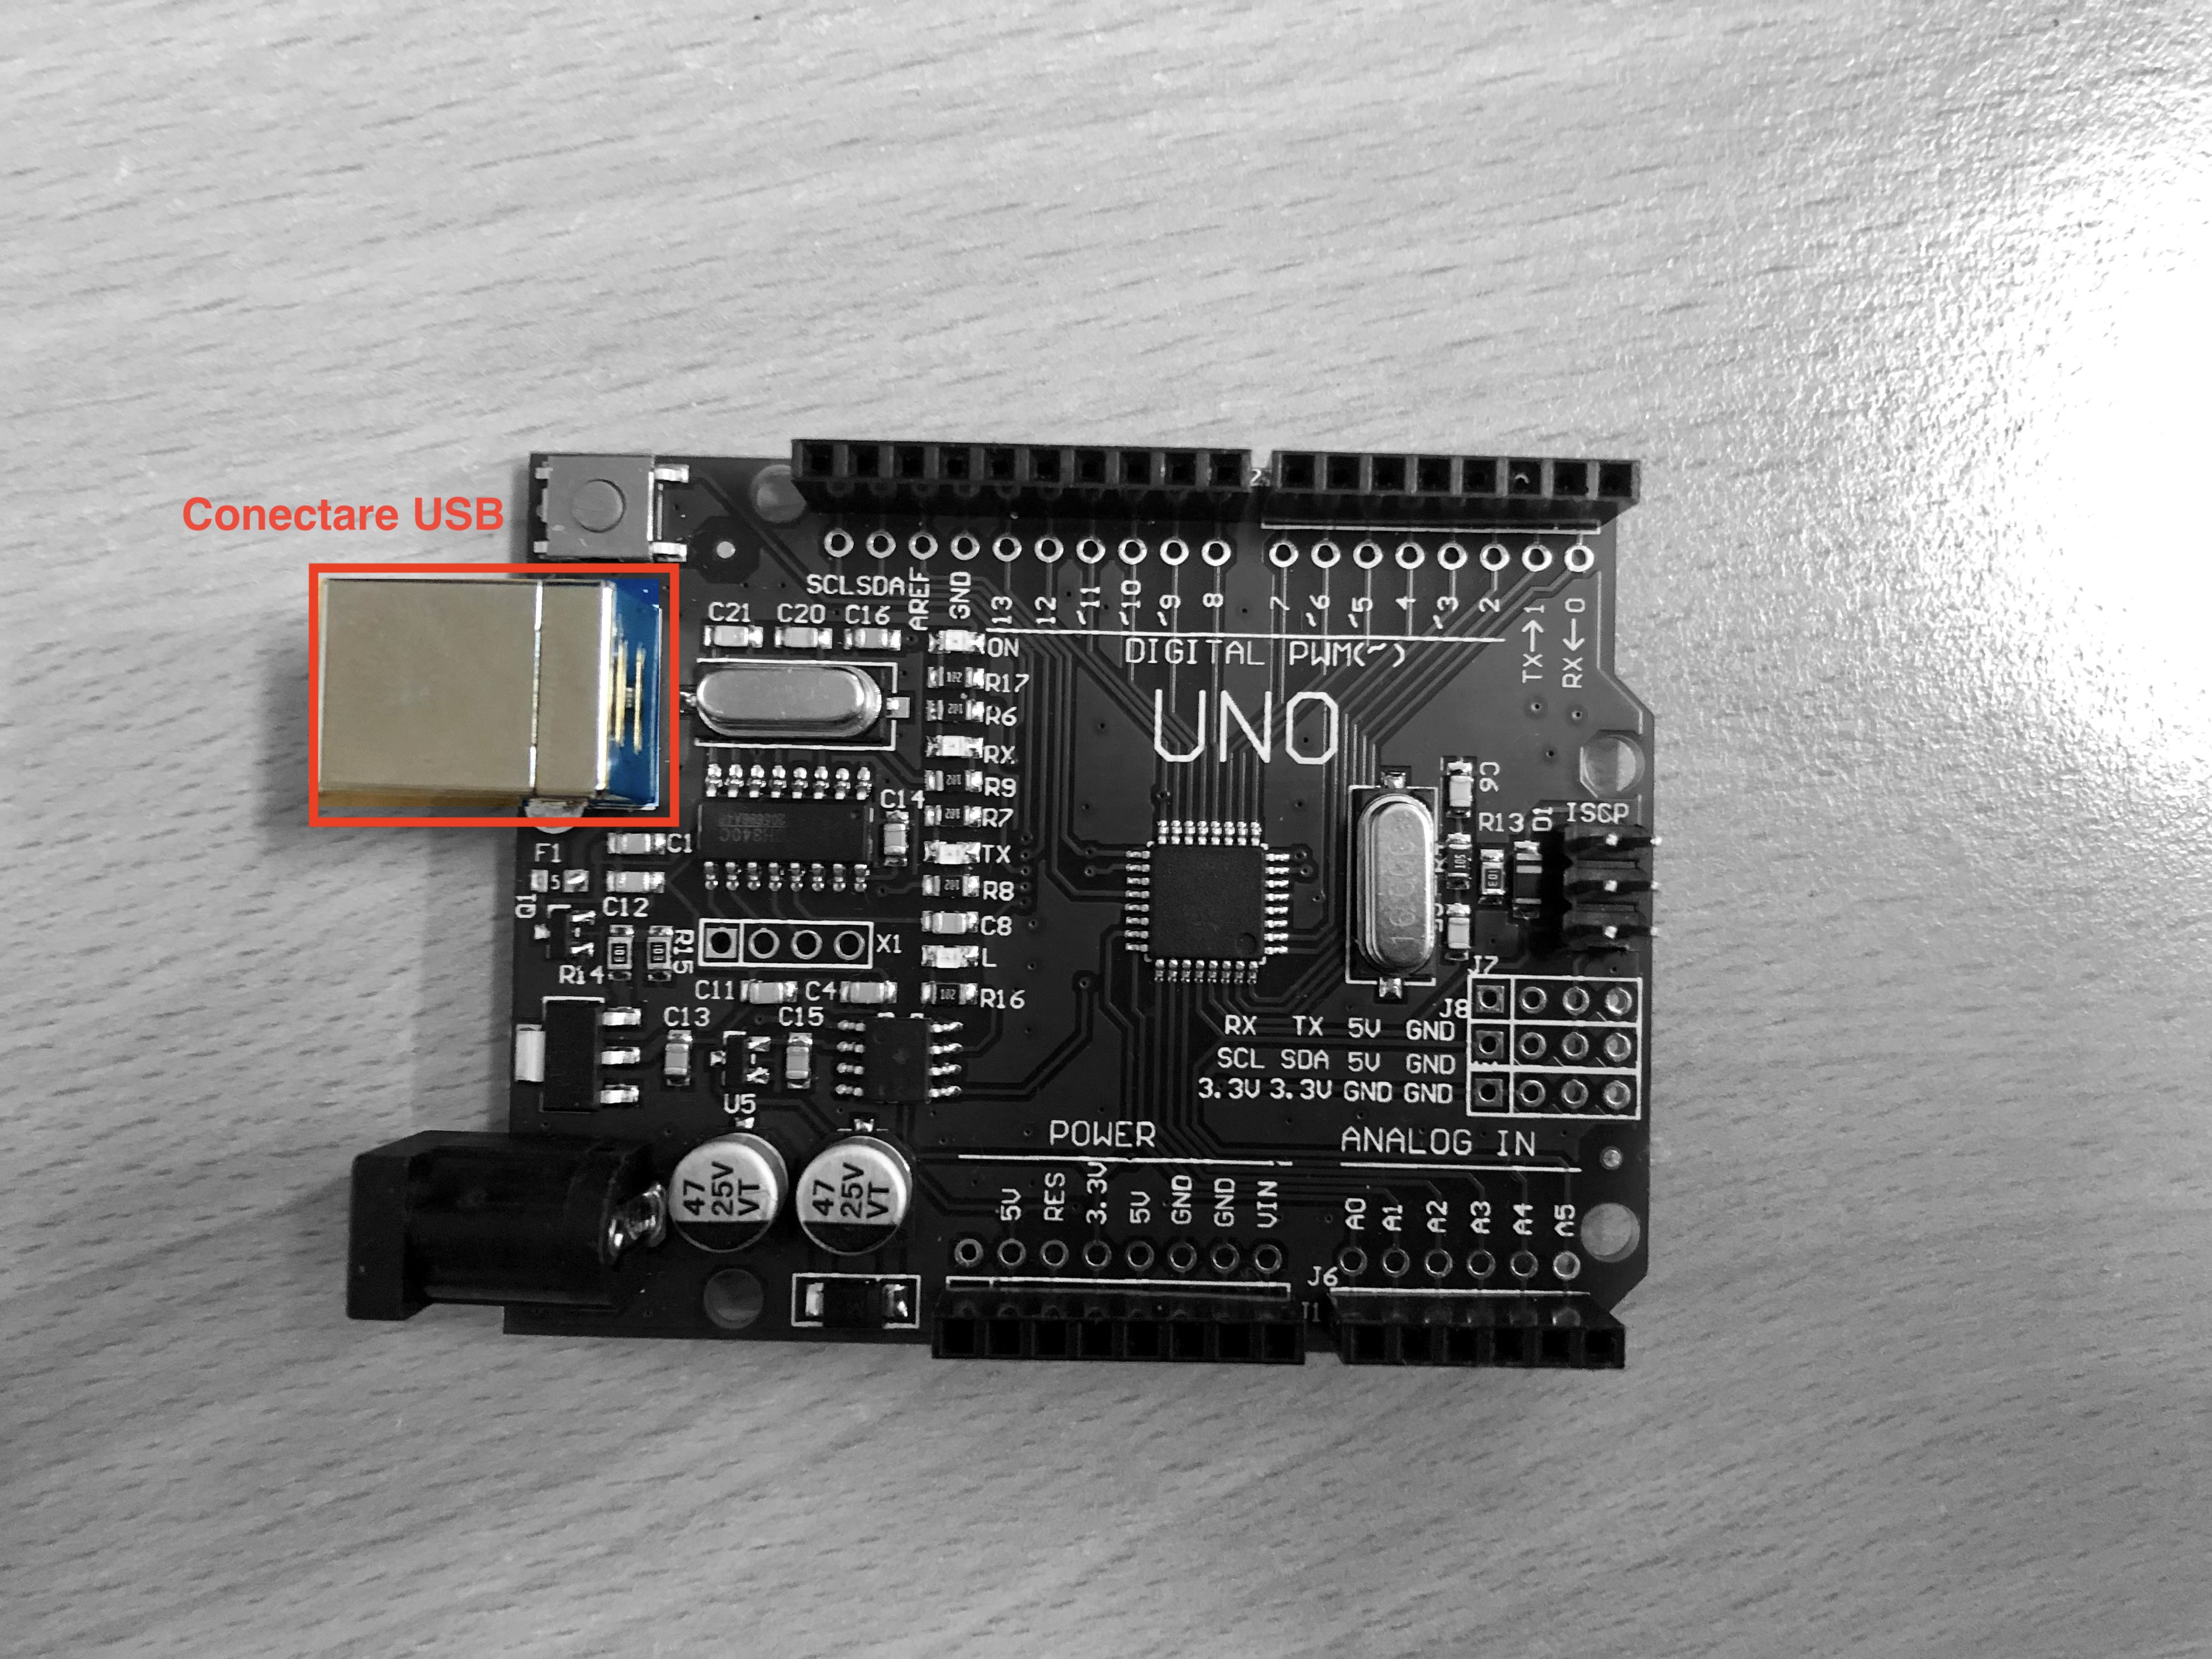 Conectare USB
SCL SDA AREF GND 13 12 ~11 ~10 ~9 8 7 ~6 ~5 4 ~3 2 TX→1 RX←0
C21 C20 C16
ON
DIGITAL PWM(~)
R17
R6
UNO
RX
R9
R7
C14
TX
R8
C8
L
R16
C6
R13 D1 ISCP
F1
C1
Q1
C12
R14
R15
X1
C11 C4
C13 C15
U5
J7
J8
RX TX 5V GND
SCL SDA 5V GND
3.3V 3.3V GND GND
POWER
ANALOG IN
5V RES 3.3V 5V GND GND VIN
A0 A1 A2 A3 A4 A5
47
25V
VT
47
25V
VT
J6